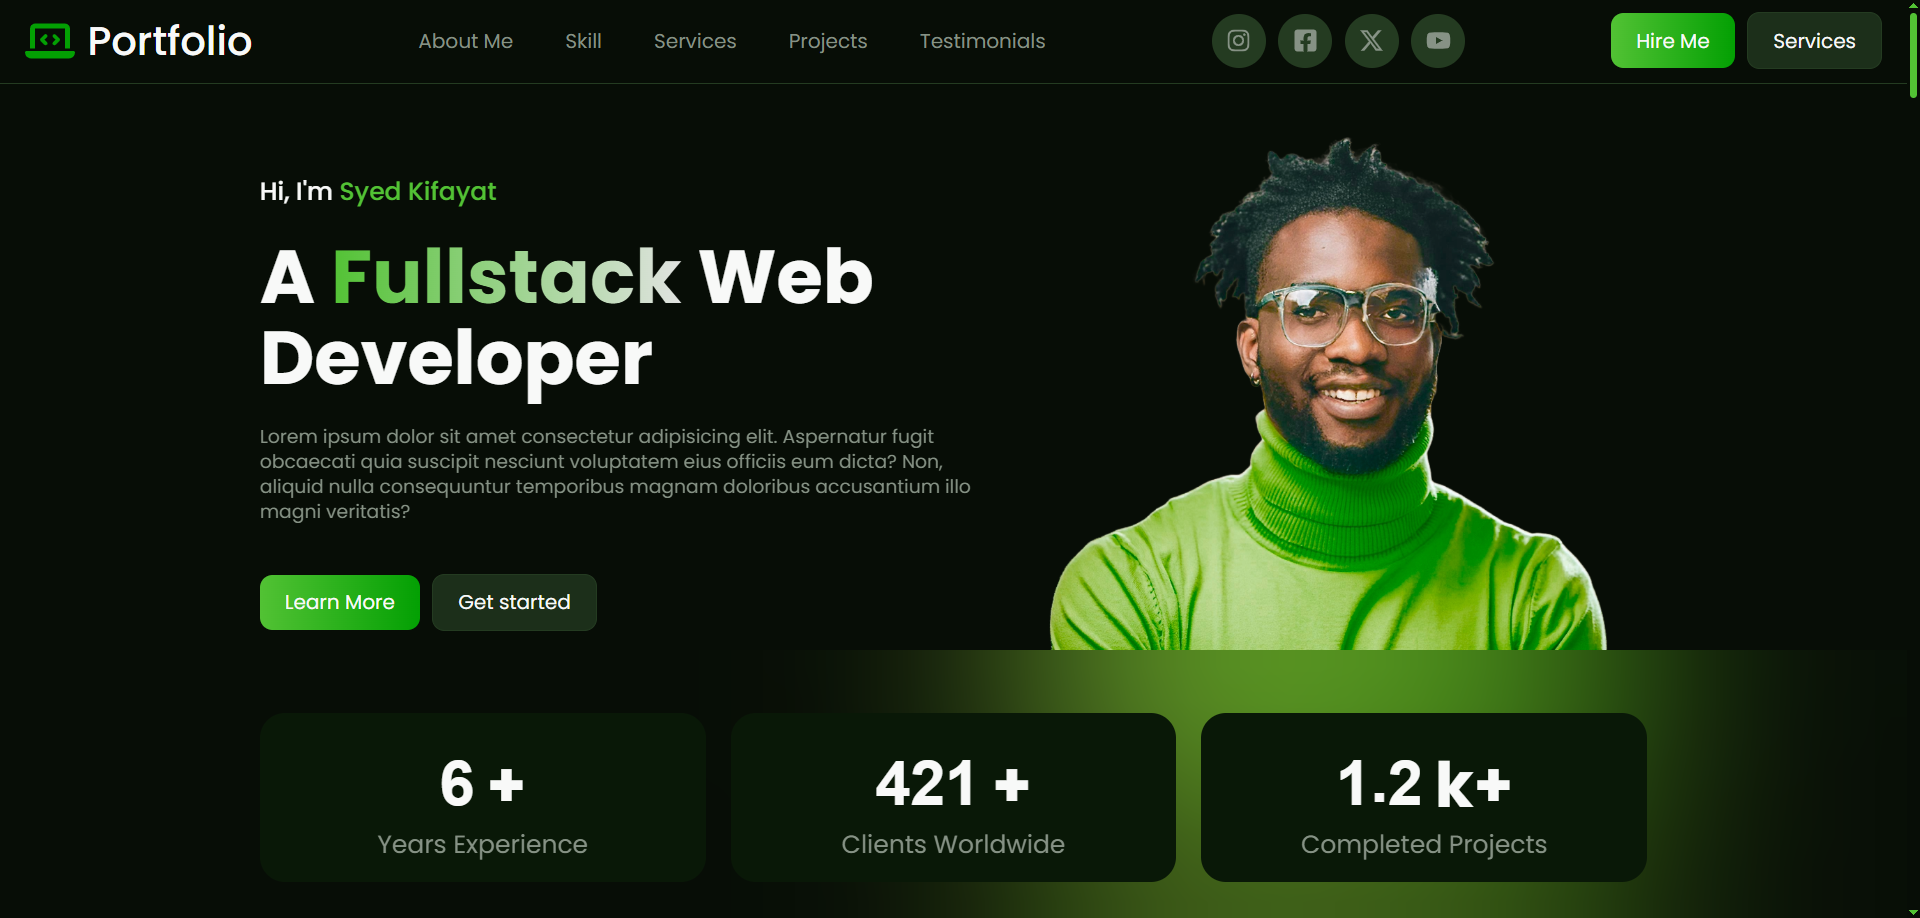 Portfolio
About Me
Skill
Services
Projects
Testimonials
Hire Me
Services
Hi, I'm Syed Kifayat
A Fullstack Web
Developer
Lorem ipsum dolor sit amet consectetur adipisicing elit. Aspernatur fugit
obcaecati quia suscipit nesciunt voluptatem eius officiis eum dicta? Non,
aliquid nulla consequuntur temporibus magnam doloribus accusantium illo
magni veritatis?
Learn More
Get started
6 +
Years Experience
421 +
Clients Worldwide
1.2 k+
Completed Projects